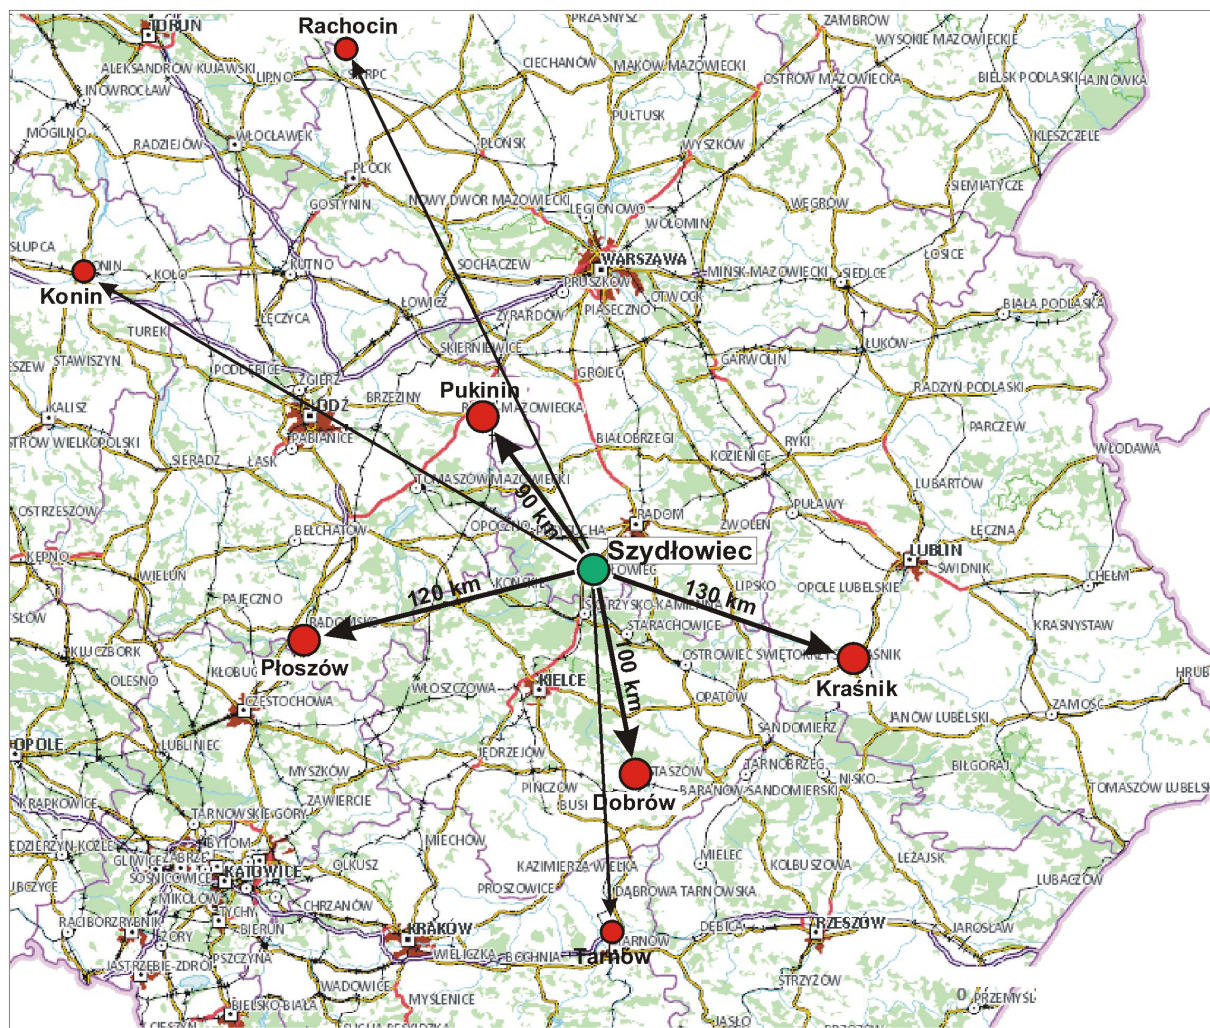 Rachocin
TORUŃ
PRZASNYSZ
ZAMBRÓW
WYSOKIE MAZOWIECKIE
ALEKSANDRÓW KUJAWSKI
LIPNO
SIERPC
CIECHANÓW
MAKÓW MAZOWIECKI
OSTRÓW MAZOWIECKA
BIELSK PODLASKI
HAJNÓWKA
INOWROCŁAW
PUŁTUSK
MOGILNO
WŁOCŁAWEK
RADZIEJÓW
PŁOŃSK
WYSZKÓW
KLESZCZELE
PŁOCK
SIEMIATYCZE
GOSTYNIN
NOWY DWÓR MAZOWIECKI
LEGIONOWO
WĘGRÓW
WOŁOMIN
SŁUPCA
KUTNO
SOCHACZEW
WARSZAWA
ŁOSICE
KOŁO
MIŃSK MAZOWIECKI
SIEDLCE
Konin
PRUSZKÓW
OTWOCK
ŁOWICZ
BIAŁA PODLASKA
ŁĘCZYCA
ŻYRARDÓW
PIASECZNO
TUREK
SKIERNIEWICE
ŁUKÓW
STAWISZYN
PODDĘBICE
GARWOLIN
GRÓJEC
ZGIERZ
Pukinin
BRZEZINY
RADZYŃ PODLASKI
KALISZ
ŁÓDŹ
MAZOWIECKA
PARCZEW
OSTRÓW WIELKOPOLSKI
PABIANICE
BIAŁOBRZEGI
RYKI
WŁODAWA
SIERADZ
ŁASK
KOZIENICE
TOMASZÓW MAZOWIECKI
LUBARTÓW
90 km
OSTRZESZÓW
PUŁAWY
BEŁCHATÓW
OPOCZNO
RADOM
ZWOLEŃ
ŁĘCZNA
KĘPNO
Szydłowiec
LUBLIN
ŚWIDNIK
WIELUŃ
KOŃSKIE
LIPSKO
OPOLE LUBELSKIE
CHEŁM
120 km
130 km
PAJĘCZNO
SKARŻYSKO-KAMIENNA
RADOMSKO
STARACHOWICE
KRASNYSTAW
KLUCZBORK
Płoszów
100 km
OSTROWIEC ŚWIĘTOKRZYSKI
KRAŚNIK
OLESNO
KŁOBUCK
WŁOSZCZOWA
KIELCE
Kraśnik
OPATÓW
CZĘSTOCHOWA
ZAMOŚĆ
JANÓW LUBELSKI
SANDOMIERZ
OPOLE
LUBLINIEC
JĘDRZEJÓW
TARNOBRZEG
BIŁGORAJ
MYSZKÓW
STASZÓW
NISKO
PIŃCZÓW
BARANÓW SANDOMIERSKI
TOMASZÓW LUBELSKI
KRAPKOWICE
ZAWIERCIE
Dobrów
TARNOWSKIE GÓRY
MIECHÓW
BYTOM
GLIWICE
ZABRZE
OLKUSZ
KAZIMIERZA WIELKA
MIELEC
KOLBUSZOWA
LEŻAJSK
KATOWICE
SOŚNICOWICE
PROSZOWICE
DĄBROWA TARNOWSKA
LUBACZÓW
MIKOŁÓW
CHRZANÓW
TYCHY
RACIBÓRZ
RYBNIK
ŻORY
BIERUŃ
KRAKÓW
DĘBICA
RZESZÓW
JAROSŁAW
TARNÓW
Tarnów
PSZCZYNA
WIELICZKA
BOCHNIA
JASTRZĘBIE-ZDRÓJ
WADOWICE
STRZYŻÓW
BIELSKO-BIAŁA
MYŚLENICE
PRZEMYŚL
CIESZYN
JASŁO